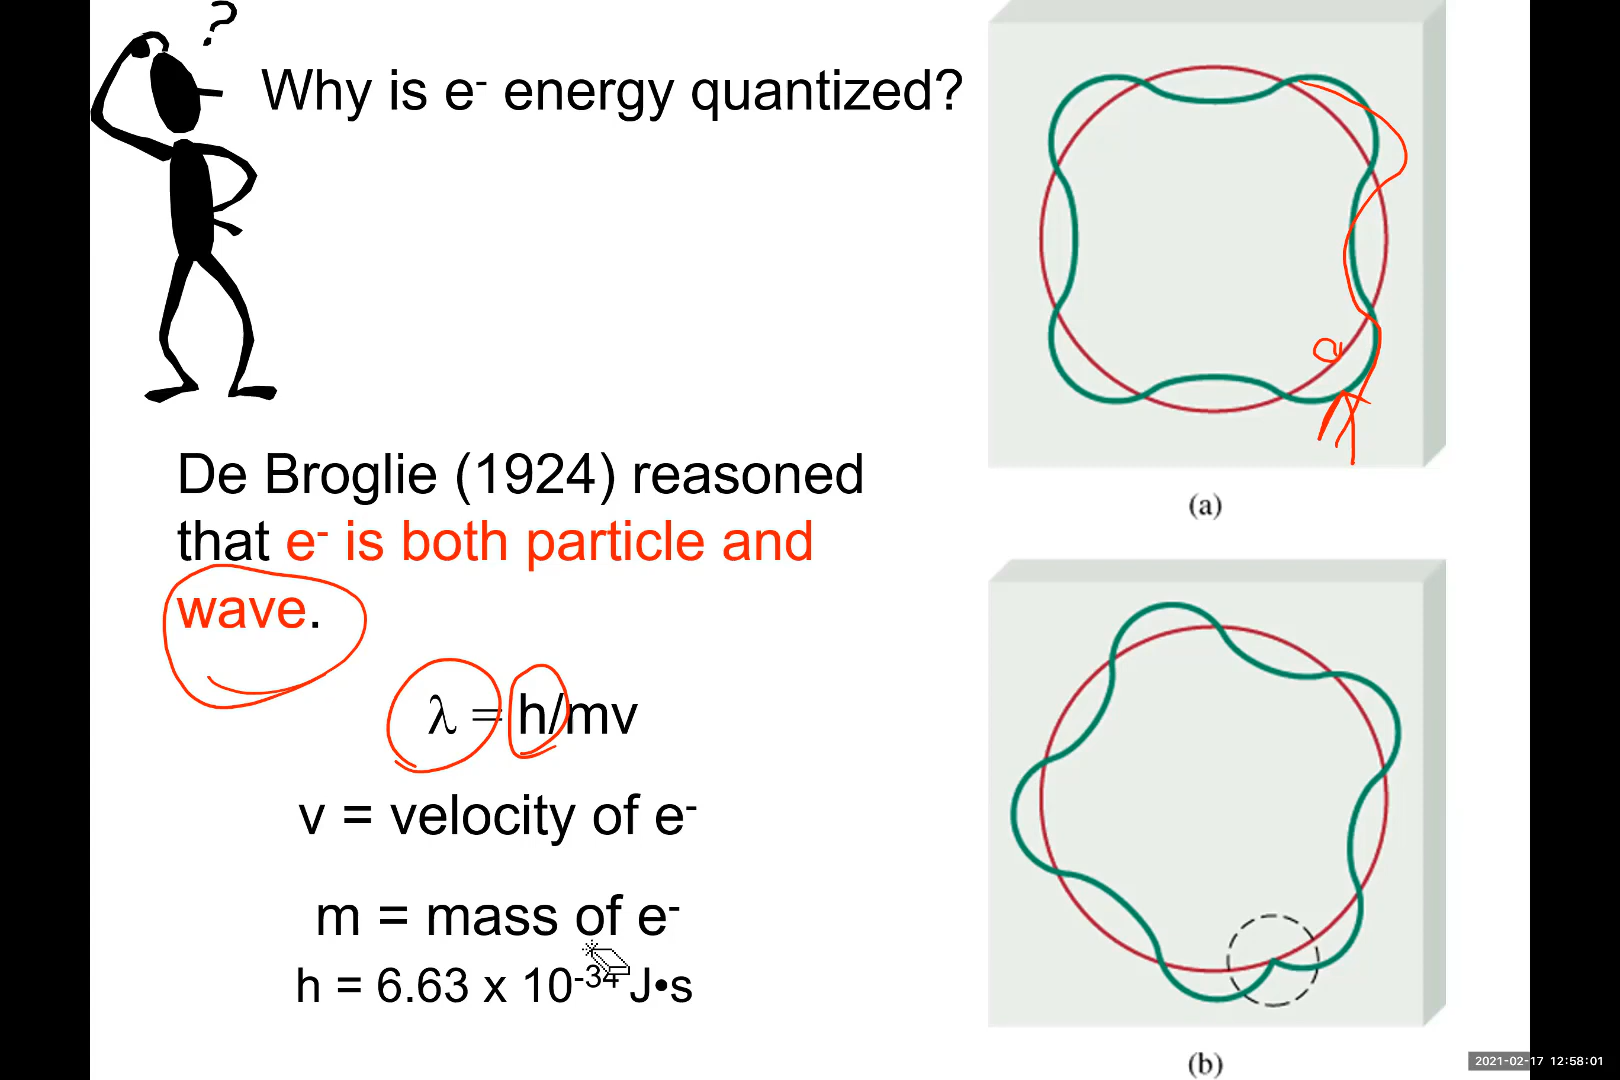 ?
Why is e⁻ energy quantized?
De Broglie (1924) reasoned
that e⁻ is both particle and
wave.
λ = h/mv
v = velocity of e⁻
m = mass of e⁻
h = 6.63 x 10⁻³⁴ J•s
(a)
(b)
2021-02-17 12:58:01